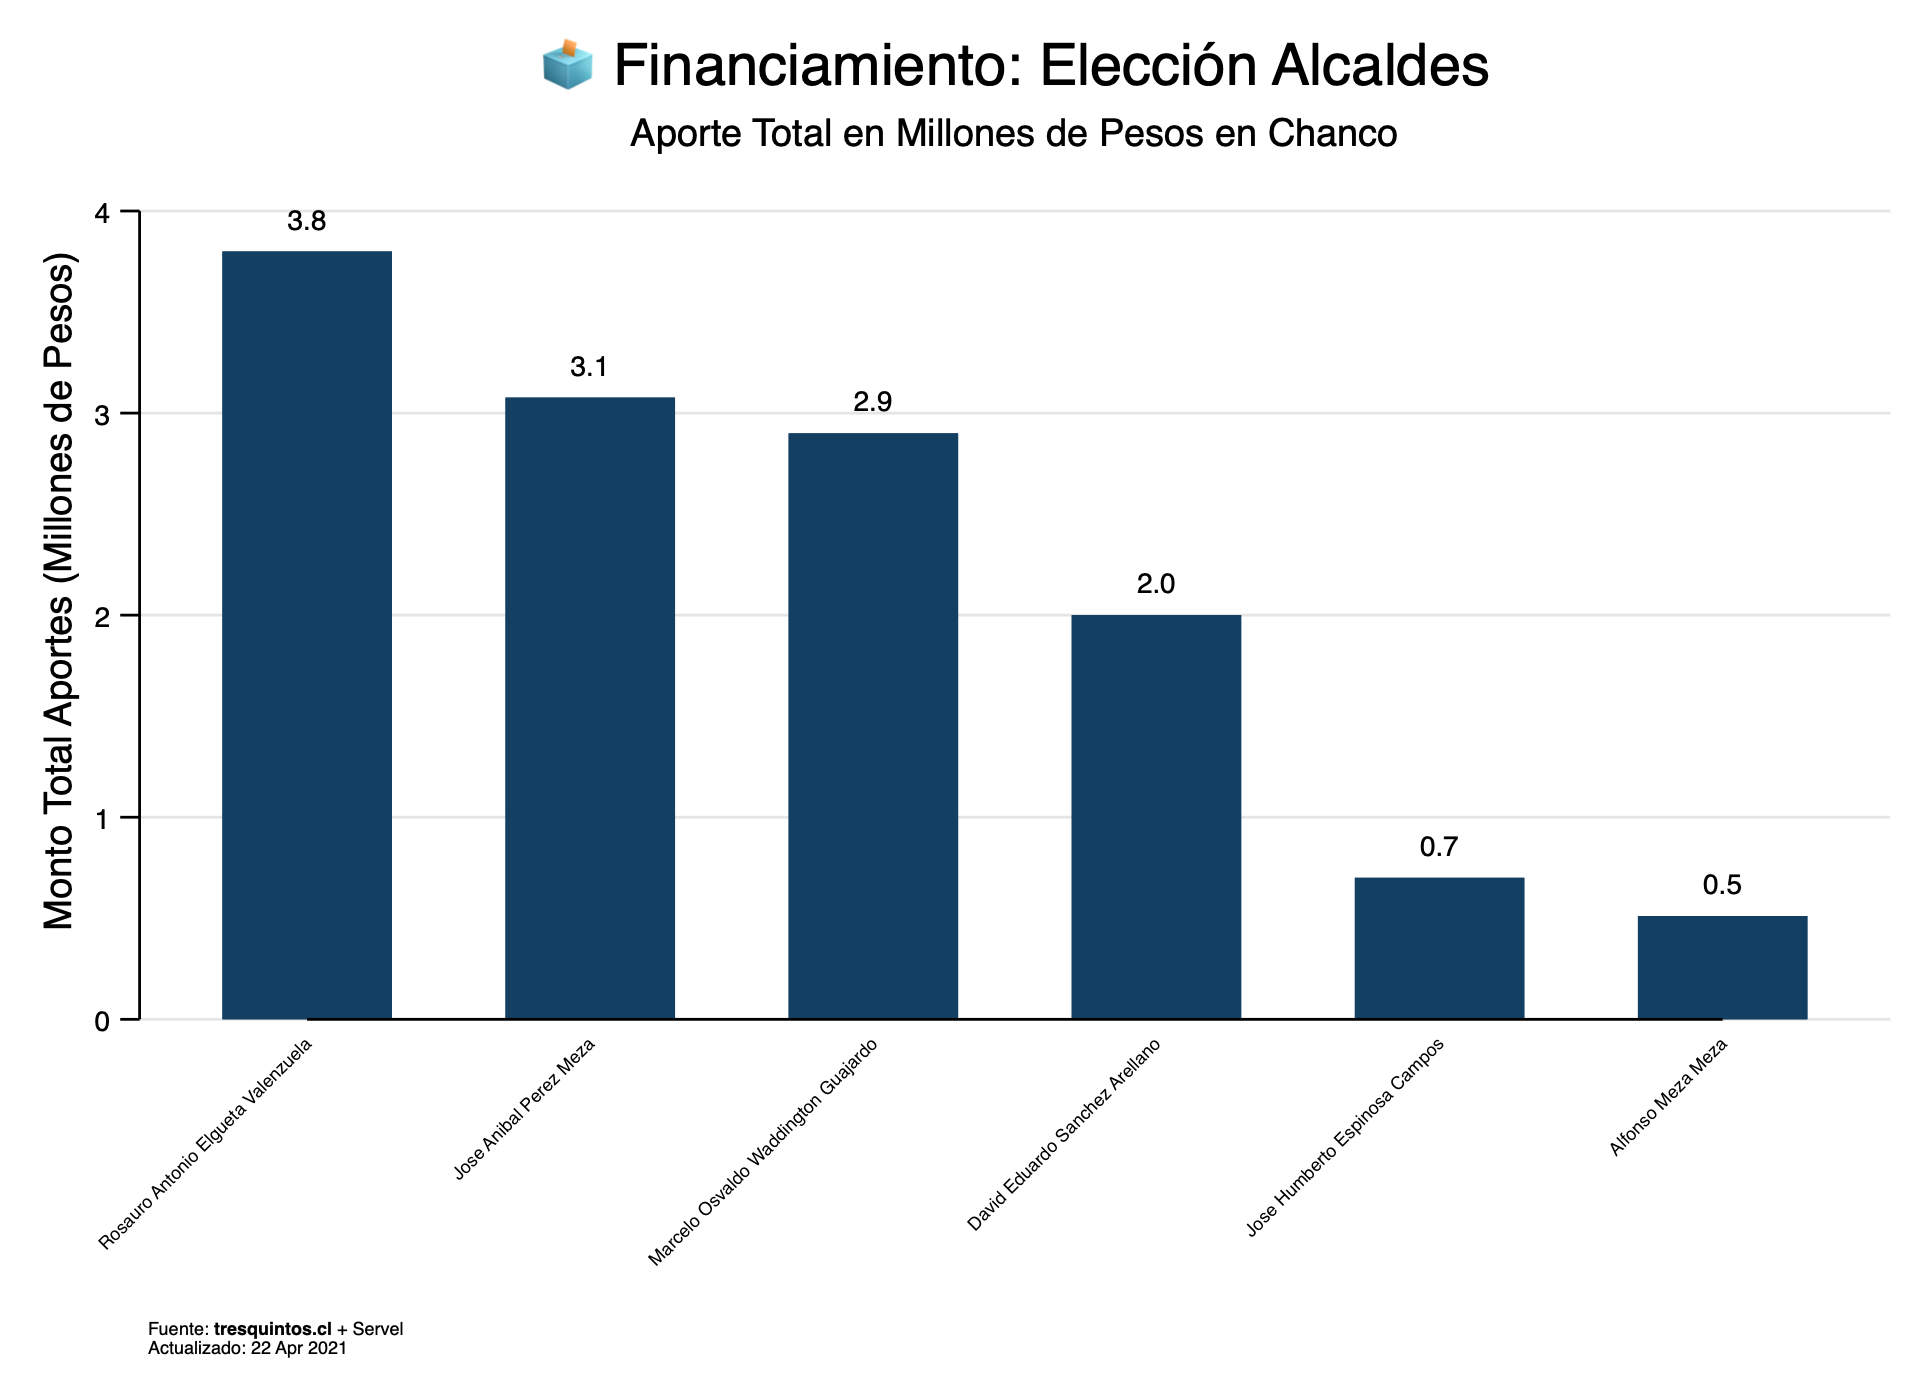 Financiamiento: Elección Alcaldes
Aporte Total en Millones de Pesos en Chanco
Monto Total Aportes (Millones de Pesos)
4
3
2
1
0
3.8
3.1
2.9
2.0
0.7
0.5
Rosauro Antonio Elgueta Valenzuela
Jose Anibal Perez Meza
Marcelo Osvaldo Waddington Guajardo
David Eduardo Sanchez Arellano
Jose Humberto Espinosa Campos
Alfonso Meza Meza
Fuente: tresquintos.cl + Servel
Actualizado: 22 Apr 2021